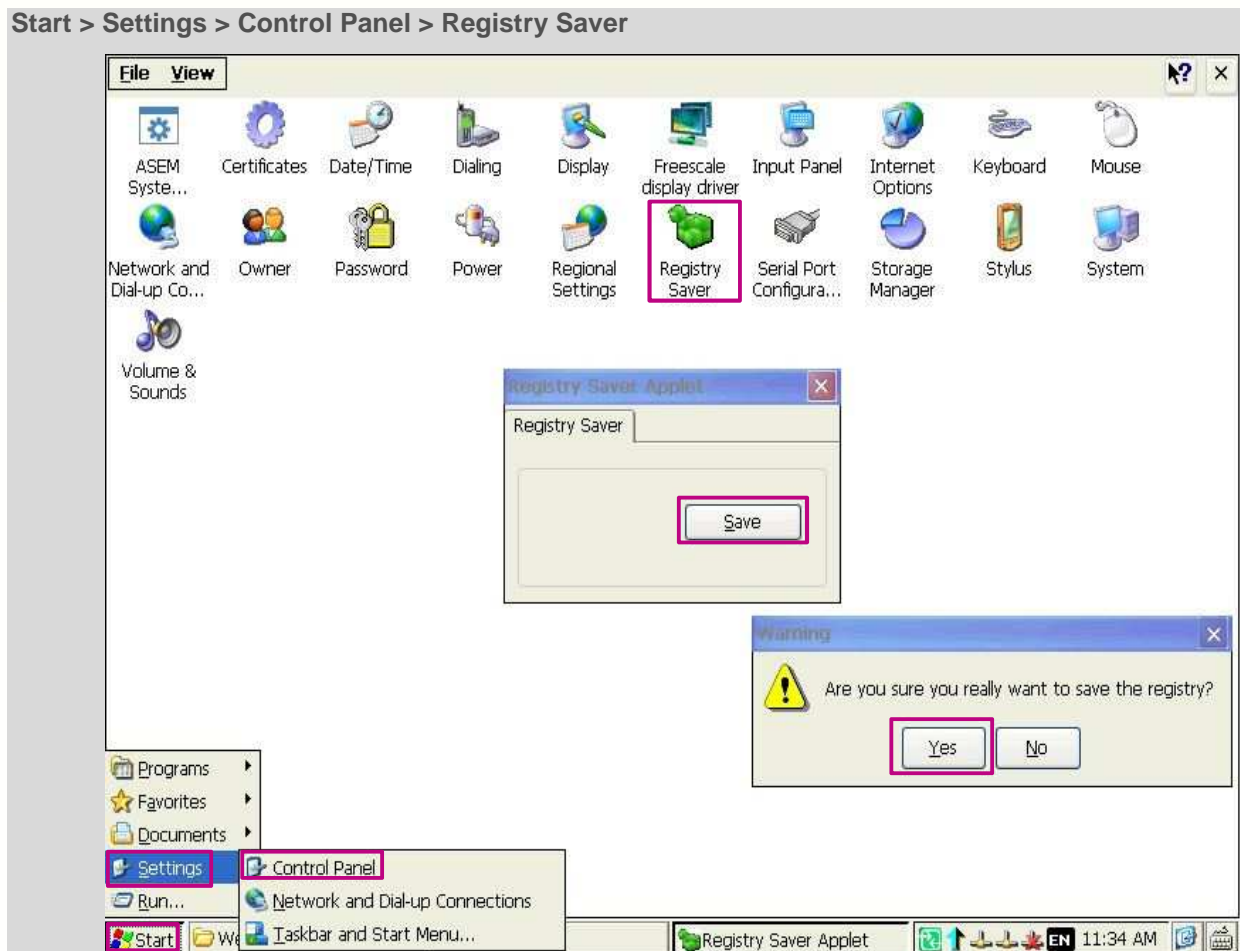 Start > Settings > Control Panel > Registry Saver
File View
ASEM Syste...
Certificates
Date/Time
Dialing
Display
Freescale display driver
Input Panel
Internet Options
Keyboard
Mouse
Network and Dial-up Co...
Owner
Password
Power
Regional Settings
Registry Saver
Serial Port Configura...
Storage Manager
Stylus
System
Volume & Sounds
Registry Saver Applet
Registry Saver
Save
Warning
Are you sure you really want to save the registry?
Yes No
Programs
Favorites
Documents
Settings
Run...
Control Panel
Network and Dial-up Connections
Taskbar and Start Menu...
Start
Registry Saver Applet
EN 11:34 AM